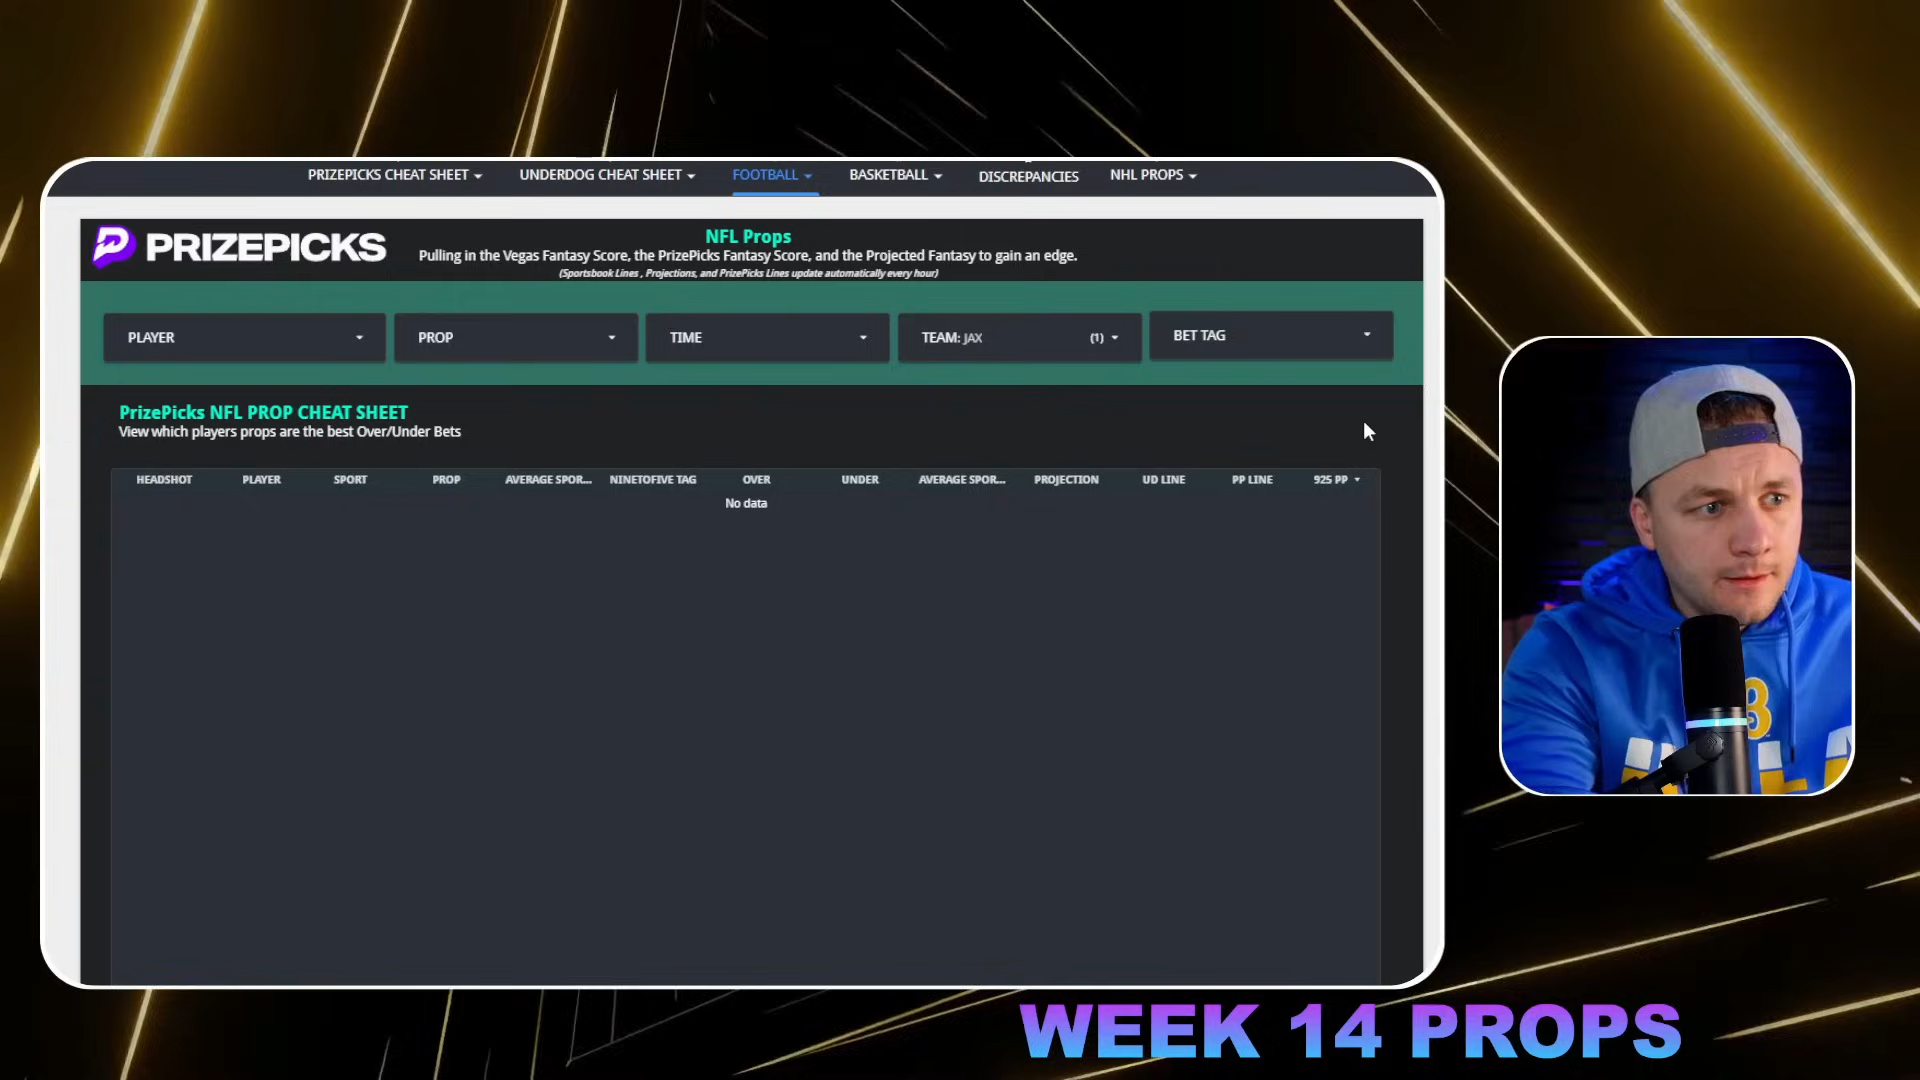 PRIZEPICKS CHEAT SHEET
UNDERDOG CHEAT SHEET
FOOTBALL
BASKETBALL
DISCREPANCIES
NHL PROPS
PRIZEPICKS
NFL Props
Pulling in the Vegas Fantasy Score, the PrizePicks Fantasy Score, and the Projected Fantasy to gain an edge.
(Sportsbook Lines , Projections, and PrizePicks Lines update automatically every hour)
PLAYER
PROP
TIME
TEAM: JAX (1)
BET TAG
PrizePicks NFL PROP CHEAT SHEET
View which players props are the best Over/Under Bets
HEADSHOT PLAYER SPORT PROP AVERAGE SPOR... NINETOFIVE TAG OVER UNDER AVERAGE SPOR... PROJECTION UD LINE PP LINE 925 PP
No data
WEEK 14 PROPS